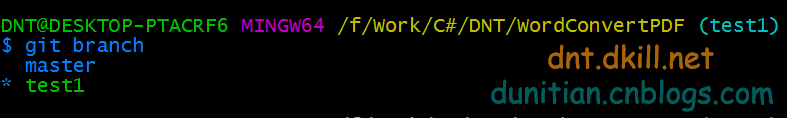 DNT@DESKTOP-PTACRF6 MINGW64 /f/Work/C#/DNT/WordConvertPDF (test1)
$ git branch
  master
* test1
dnt.dkill.net
dunitian.cnblogs.com